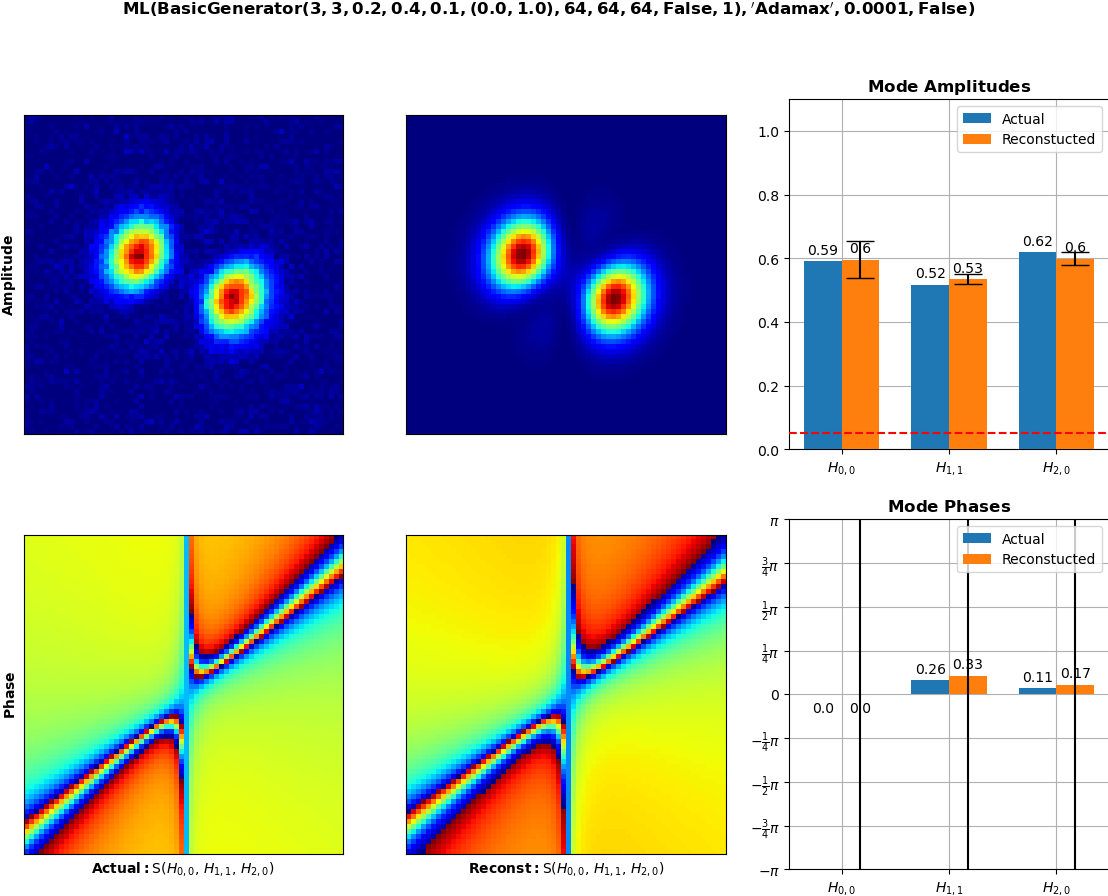 ML(BasicGenerator(3, 3, 0.2, 0.4, 0.1, (0.0, 1.0), 64, 64, 64, False, 1), ′Adamax′, 0.0001, False)
Amplitude
Mode Amplitudes
Actual
Reconstucted
1.0
0.8
0.6
0.4
0.2
0.0
0.59
0.6
0.52
0.53
0.62
0.6
H0,0
H1,1
H2,0
Phase
Actual: S(H0,0, H1,1, H2,0)
Reconst: S(H0,0, H1,1, H2,0)
Mode Phases
Actual
Reconstucted
π
3/4π
1/2π
1/4π
0
−1/4π
−1/2π
−3/4π
−π
0.0
0.0
0.26
0.33
0.11
0.17
H0,0
H1,1
H2,0